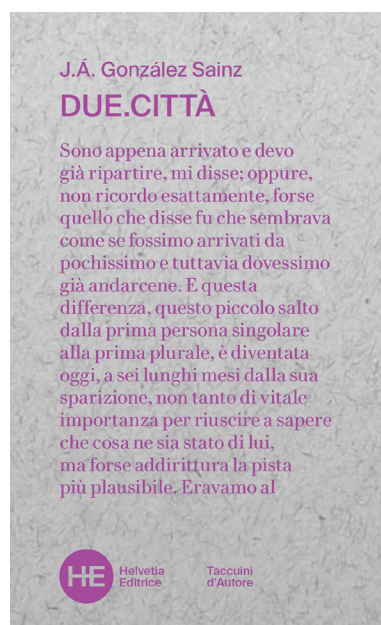 J.Á. González Sainz
DUE.CITTÀ
Sono appena arrivato e devo
già ripartire, mi disse; oppure,
non ricordo esattamente, forse
quello che disse fu che sembrava
come se fossimo arrivati da
pochissimo e tuttavia dovessimo
già andarcene. E questa
differenza, questo piccolo salto
dalla prima persona singolare
alla prima plurale, è diventata
oggi, a sei lunghi mesi dalla sua
sparizione, non tanto di vitale
importanza per riuscire a sapere
che cosa ne sia stato di lui,
ma forse addirittura la pista
più plausibile. Eravamo al
HE
Helvetia
Editrice
Taccuini
d'Autore